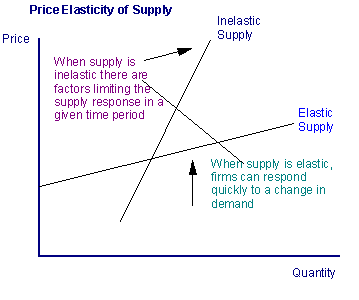 Price Elasticity of Supply
Price
Inelastic
Supply
When supply is
inelastic there are
factors limiting the
supply response in a
given time period
Elastic
Supply
When supply is elastic,
firms can respond
quickly to a change in
demand
Quantity